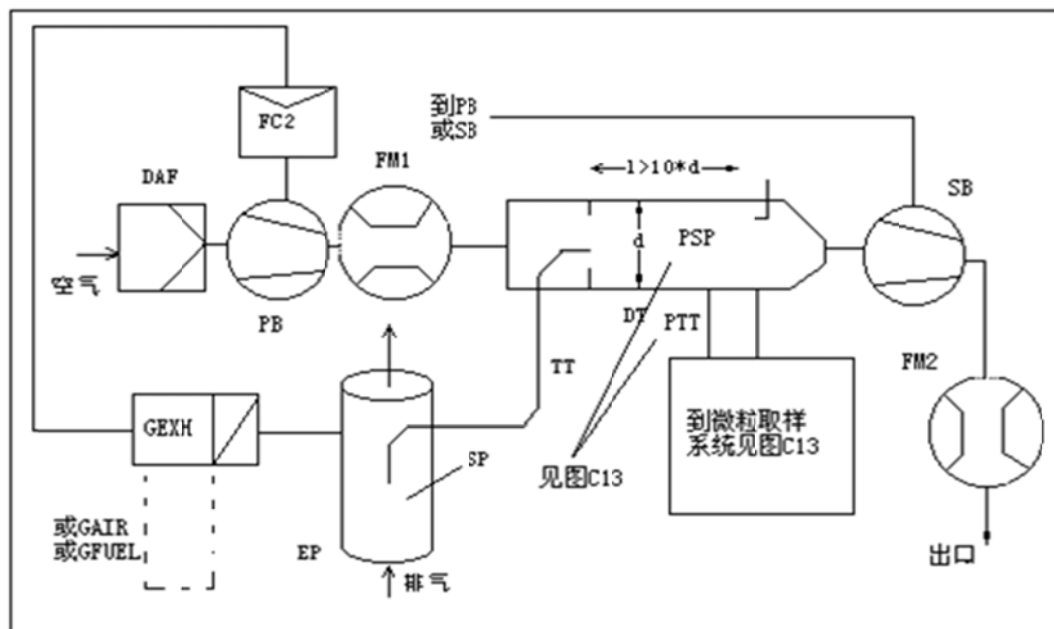 到PB
或SB
FC2
FM1
l>10*d
SB
DAF
d
PSP
空气
PB
DT
PTT
TT
FM2
GEXH
到微粒取样
系统见图C13
SP
见图C13
或GAIR
或GFUEL
EP
排气
出口